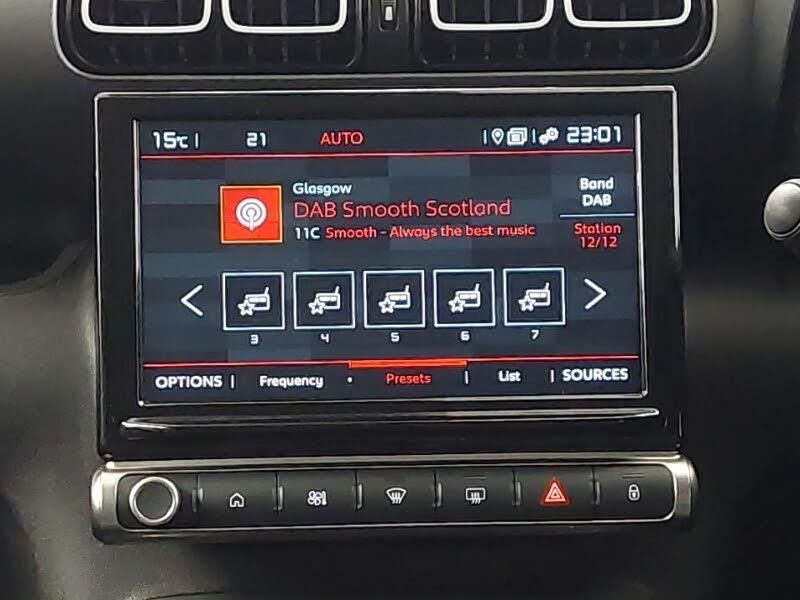 15°C 21 AUTO 23:01
Glasgow
DAB Smooth Scotland
11C Smooth - Always the best music
Band
DAB
Station
12/12
3 4 5 6 7
OPTIONS Frequency Presets List SOURCES